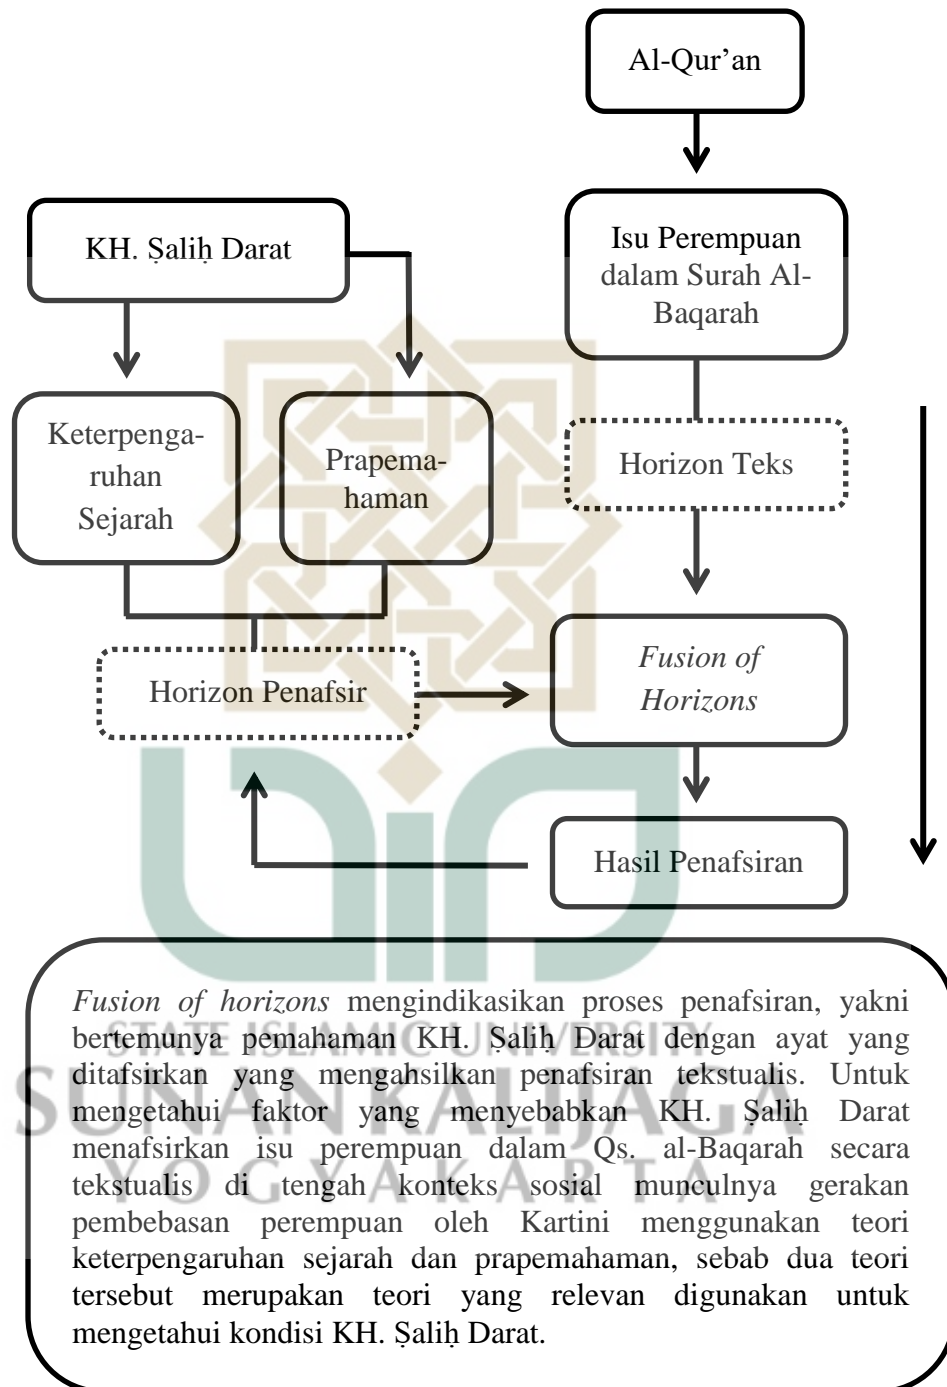 Al-Qur’an
KH. Ṣaliḥ Darat
Isu Perempuan
dalam Surah Al-
Baqarah
Keterpenga-
ruhan
Sejarah
Prapema-
haman
Horizon Teks
Horizon Penafsir
Fusion of
Horizons
Hasil Penafsiran
Fusion of horizons mengindikasikan proses penafsiran, yakni
bertemunya pemahaman KH. Ṣaliḥ Darat dengan ayat yang
ditafsirkan yang mengahsilkan penafsiran tekstualis. Untuk
mengetahui faktor yang menyebabkan KH. Ṣaliḥ Darat
menafsirkan isu perempuan dalam Qs. al-Baqarah secara
tekstualis di tengah konteks sosial munculnya gerakan
pembebasan perempuan oleh Kartini menggunakan teori
keterpengaruhan sejarah dan prapemahaman, sebab dua teori
tersebut merupakan teori yang relevan digunakan untuk
mengetahui kondisi KH. Ṣaliḥ Darat.
STATE ISLAMIC UNIVERSITY
SUNAN KALIJAGA
YOGYAKARTA